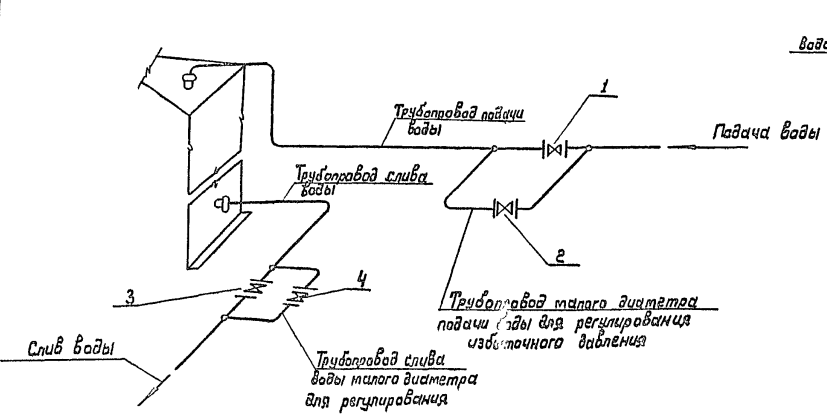 Вода
1
Трубопровод подачи
воды
Подача воды
Трубопровод слива
воды
2
3
4
Трубопровод малого диаметра
подачи воды для регулирования
избыточного давления
Слив воды
Трубопровод слива
воды малого диаметра
для регулирования